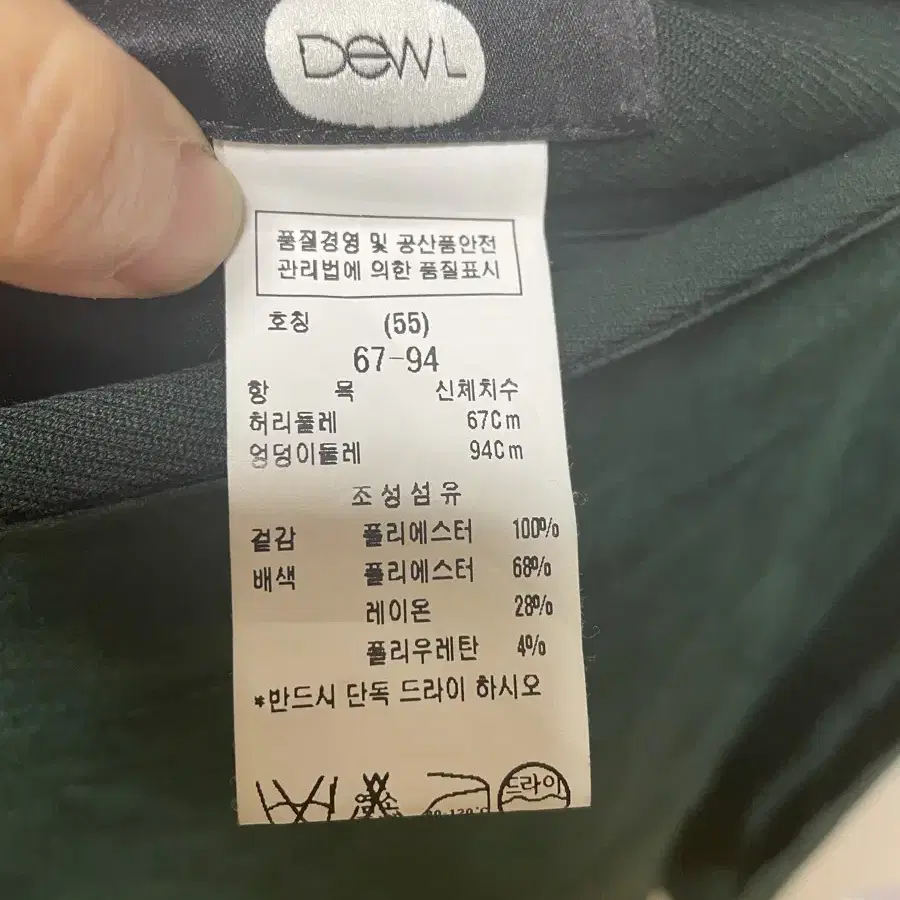 DeWL
품질경영 및 공산품안전
관리법에 의한 품질표시
호칭 (55)
67-94
항 목 신체치수
허리둘레 67Cm
엉덩이둘레 94Cm
조성섬유
겉감 폴리에스터 100%
배색 폴리에스터 68%
레이온 28%
폴리우레탄 4%
*반드시 단독 드라이 하시오
드라이